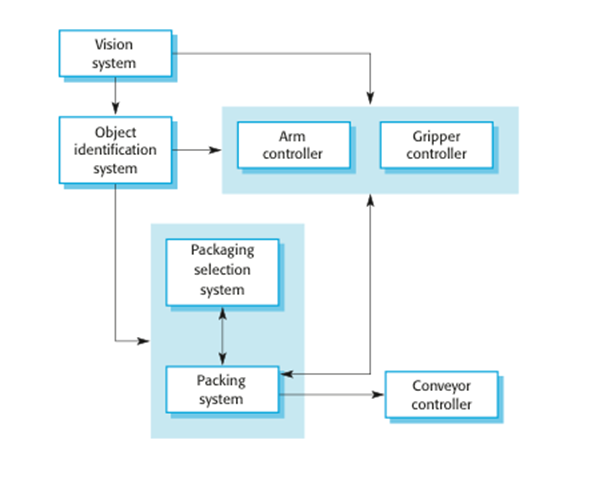 Vision
system
Object
identification
system
Arm
controller
Gripper
controller
Packaging
selection
system
Packing
system
Conveyor
controller